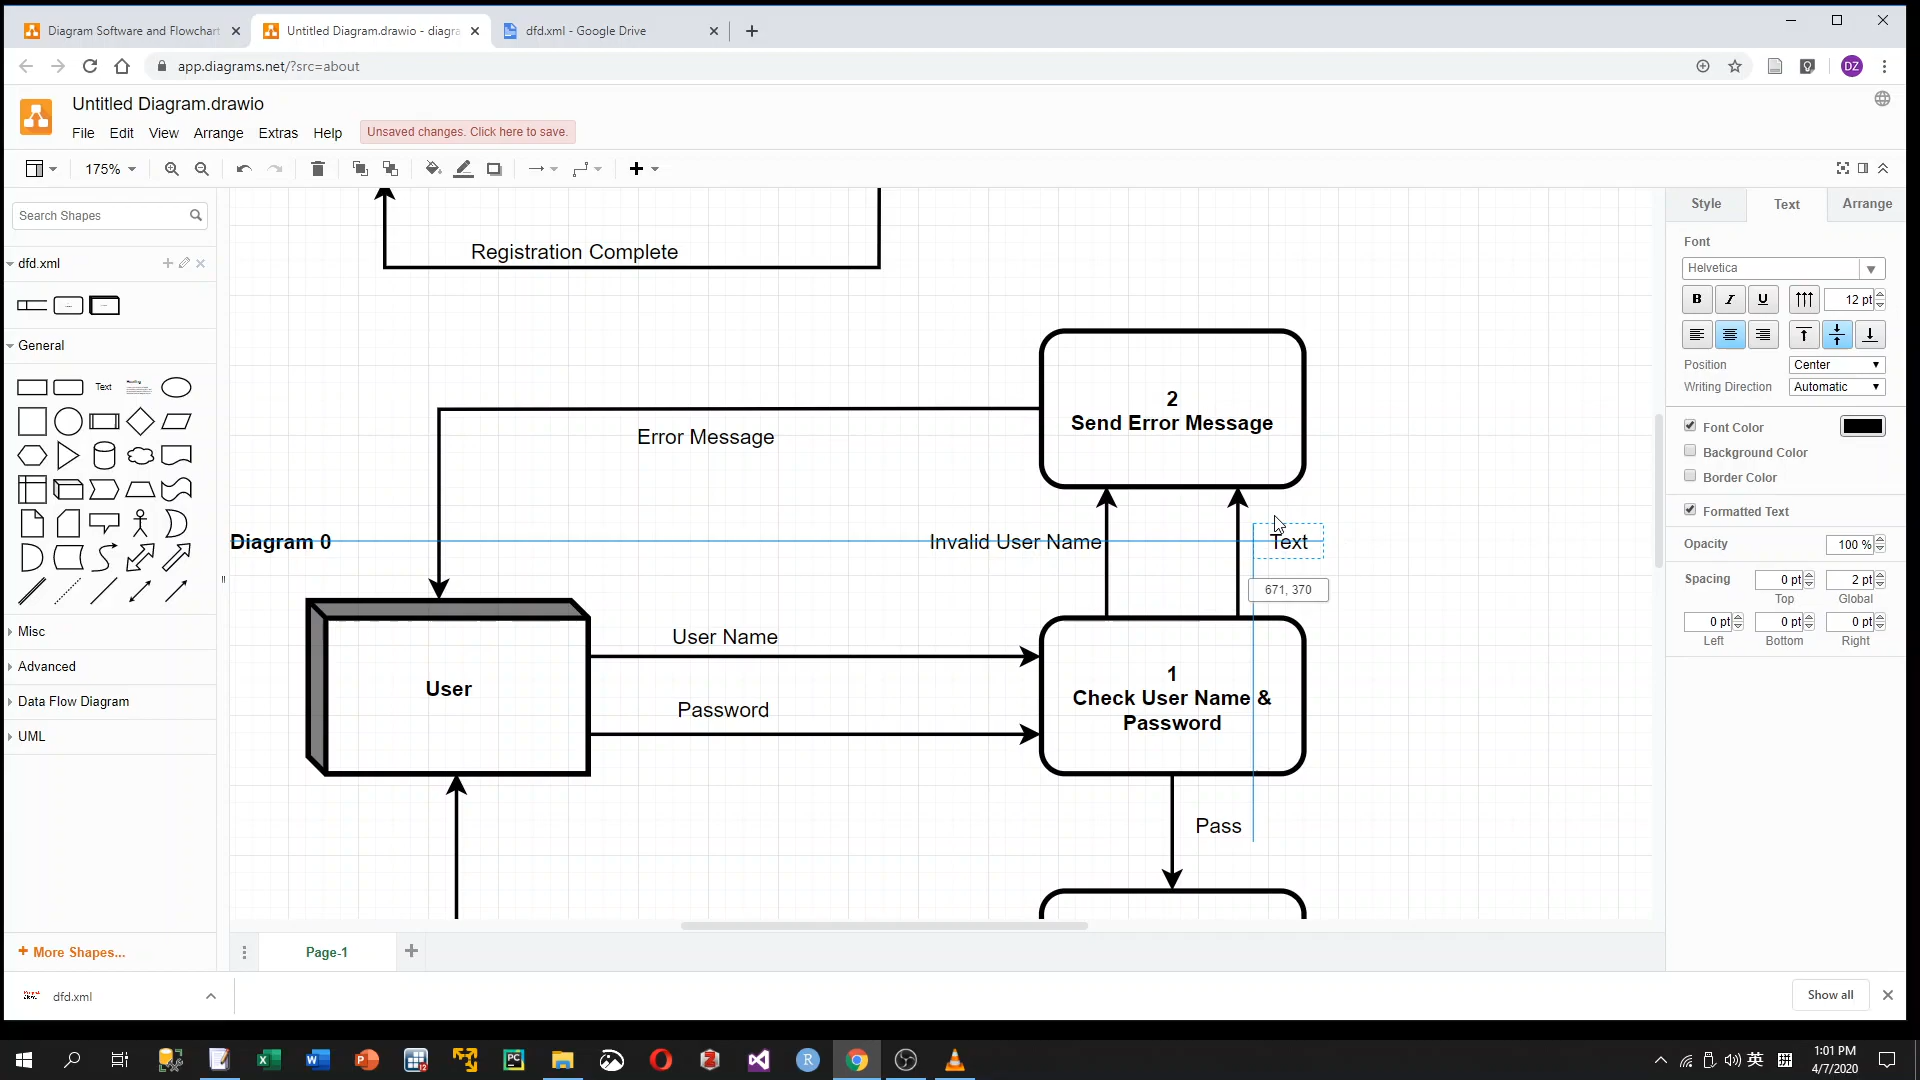 Diagram Software and Flowchart
Untitled Diagram.drawio - diagra
dfd.xml - Google Drive
app.diagrams.net/?src=about
DZ
Untitled Diagram.drawio
File Edit View Arrange Extras Help
Unsaved changes. Click here to save.
175%
Search Shapes
dfd.xml
General
Text
Heading
Misc
Advanced
Data Flow Diagram
UML
+ More Shapes...
Registration Complete
2
Send Error Message
Error Message
Diagram 0
Invalid User Name
Text
671, 370
User Name
User
Password
1
Check User Name &
Password
Pass
Page-1
Style Text Arrange
Font
Helvetica
B I U 12 pt
Position Center
Writing Direction Automatic
Font Color
Background Color
Border Color
Formatted Text
Opacity 100 %
Spacing 0 pt 2 pt
Top Global
0 pt 0 pt 0 pt
Left Bottom Right
dfd.xml
Show all
英
拼
1:01 PM
4/7/2020